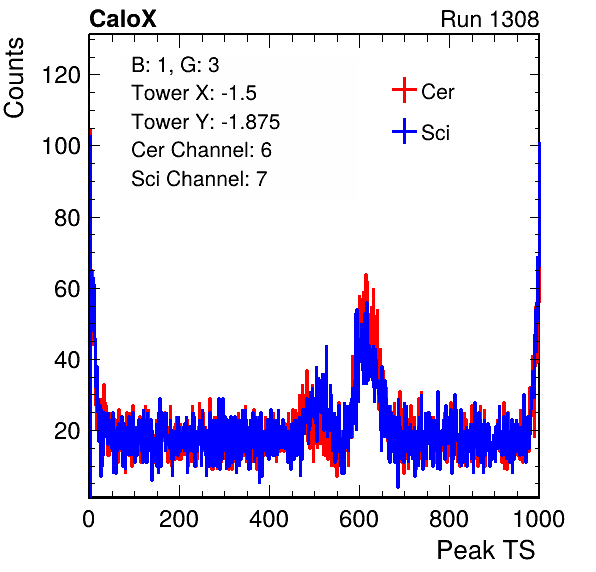 CaloX Run 1308
Counts
B: 1, G: 3
Tower X: -1.5
Tower Y: -1.875
Cer Channel: 6
Sci Channel: 7
Cer
Sci
120
100
80
60
40
20
0 200 400 600 800 1000
Peak TS